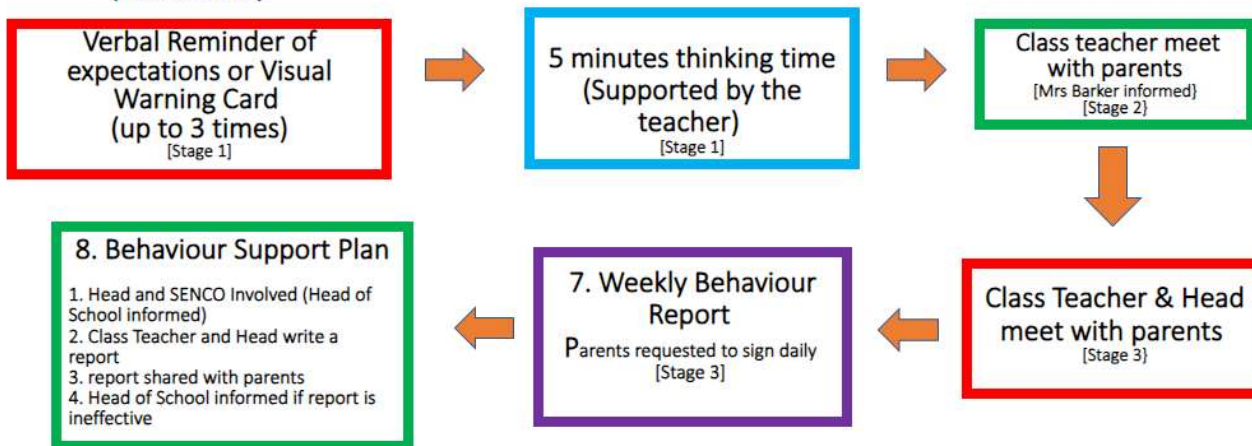 Verbal Reminder of
expectations or Visual
Warning Card
(up to 3 times)
[Stage 1]
5 minutes thinking time
(Supported by the
teacher)
[Stage 1]
Class teacher meet
with parents
[Mrs Barker informed}
[Stage 2}
Class Teacher & Head
meet with parents
[Stage 3}
7. Weekly Behaviour
Report
Parents requested to sign daily
[Stage 3]
8. Behaviour Support Plan
1. Head and SENCO Involved (Head of
School informed)
2. Class Teacher and Head write a
report
3. report shared with parents
4. Head of School informed if report is
ineffective